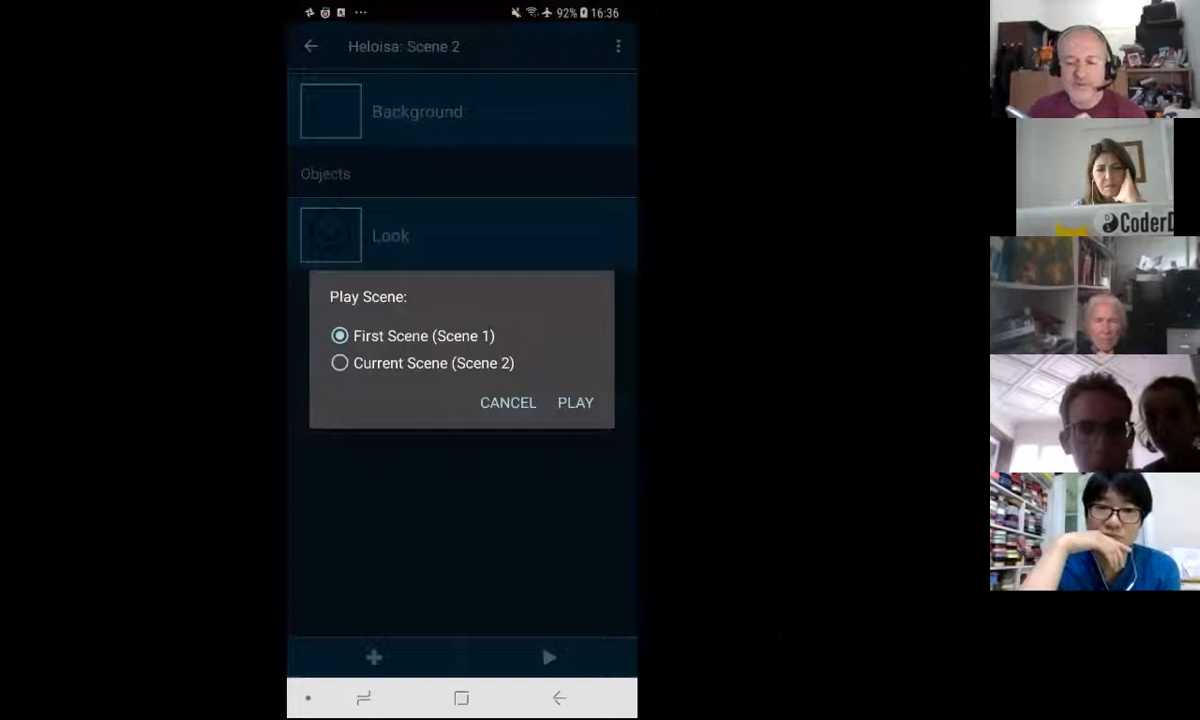 92% 16:36
Heloisa: Scene 2
Background
Objects
Look
Play Scene:
First Scene (Scene 1)
Current Scene (Scene 2)
CANCEL PLAY
CoderD